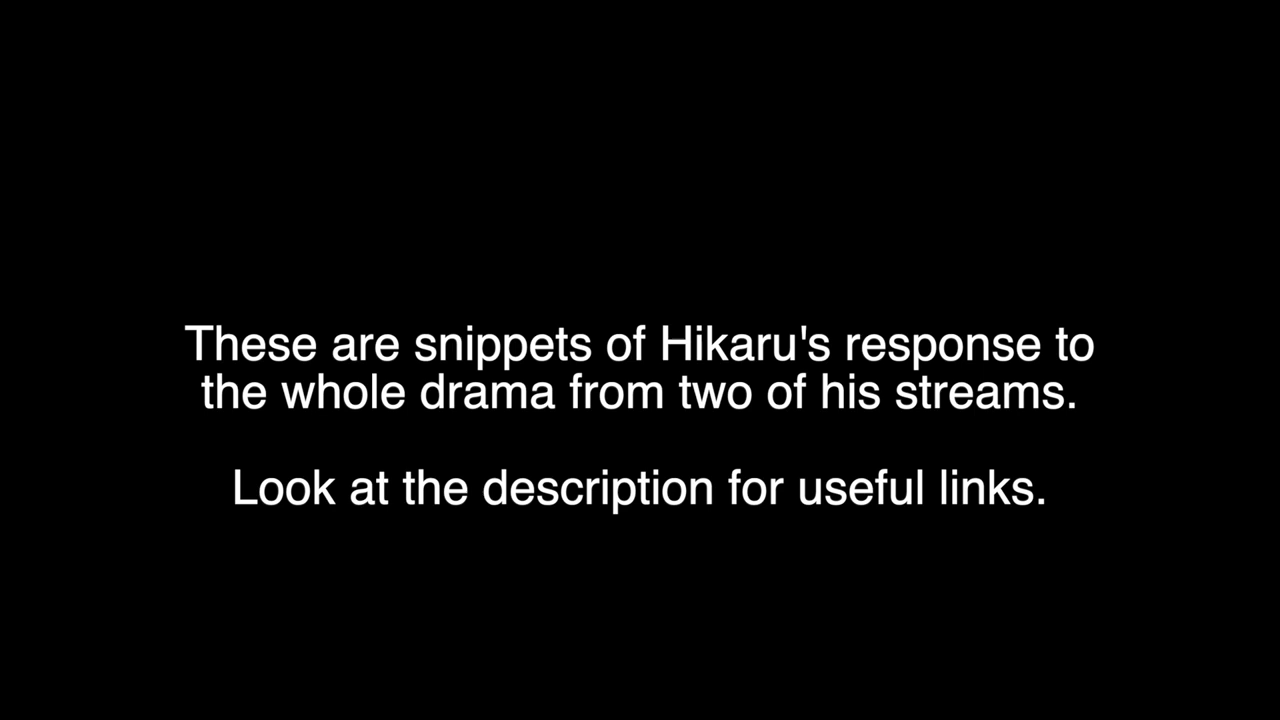 These are snippets of Hikaru's response to
the whole drama from two of his streams.
Look at the description for useful links.